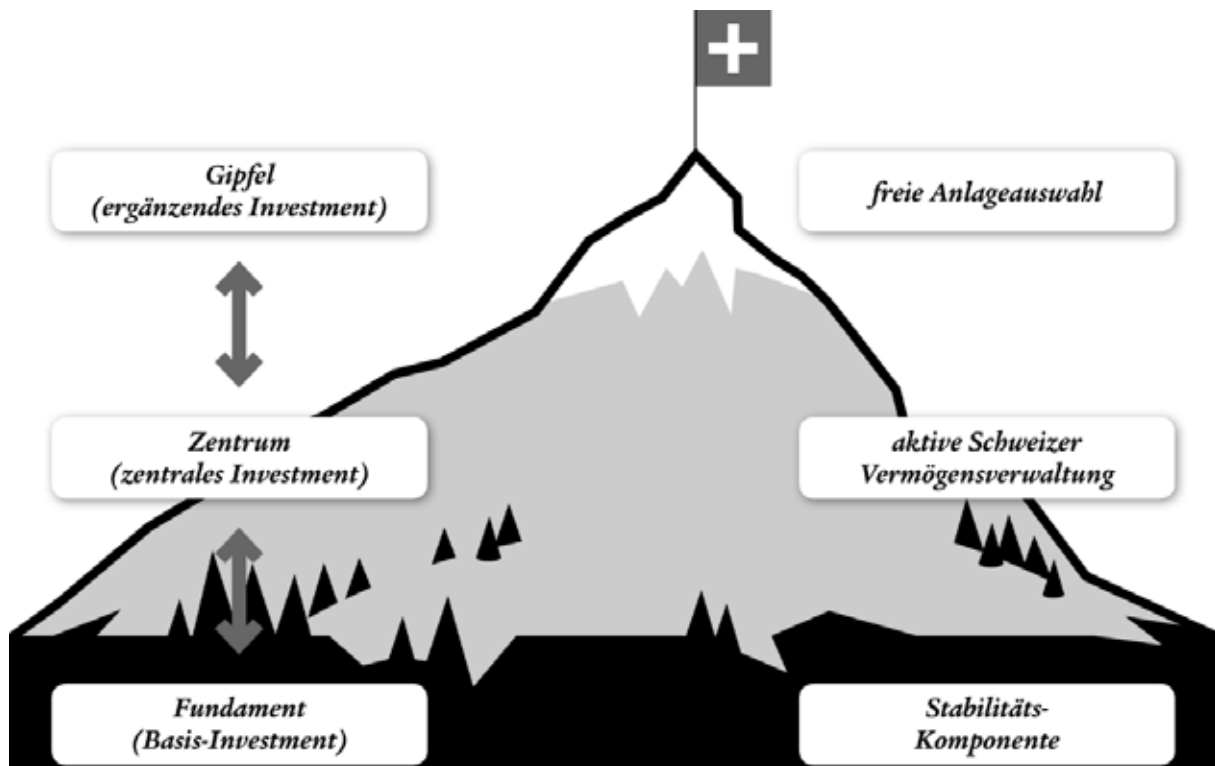 Gipfel
(ergänzendes Investment)
freie Anlageauswahl
Zentrum
(zentrales Investment)
aktive Schweizer
Vermögensverwaltung
Fundament
(Basis-Investment)
Stabilitäts-
Komponente